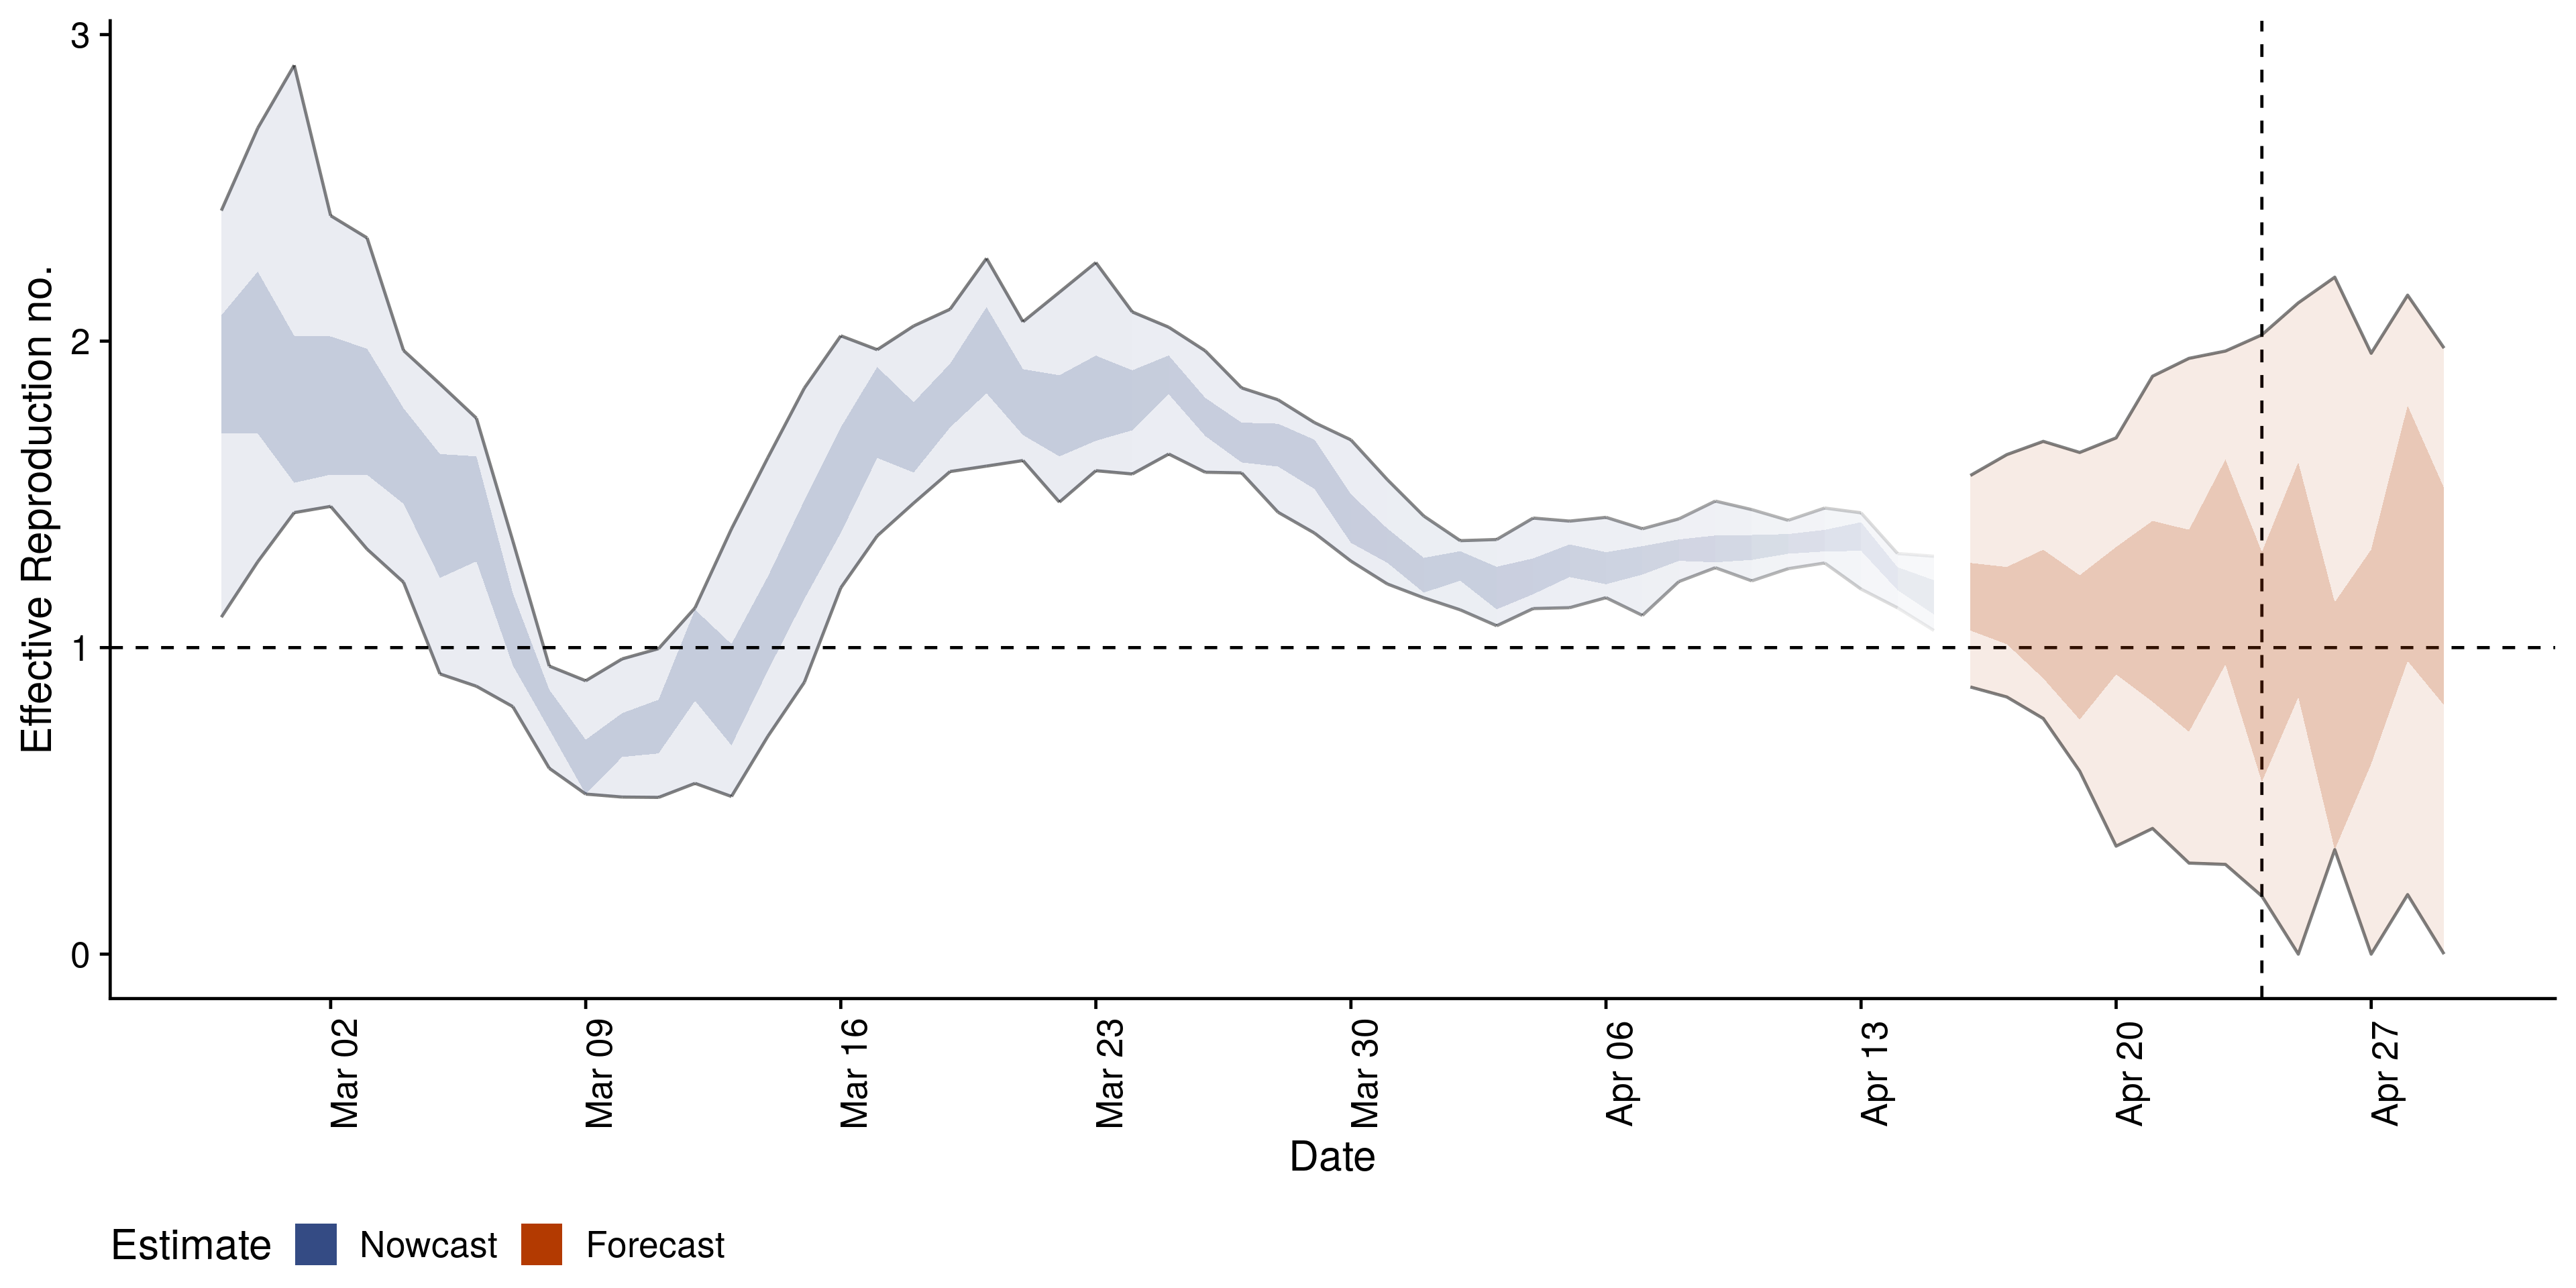 Effective Reproduction no.
3
2
1
0
Mar 02
Mar 09
Mar 16
Mar 23
Mar 30
Apr 06
Apr 13
Apr 20
Apr 27
Date
Estimate Nowcast Forecast